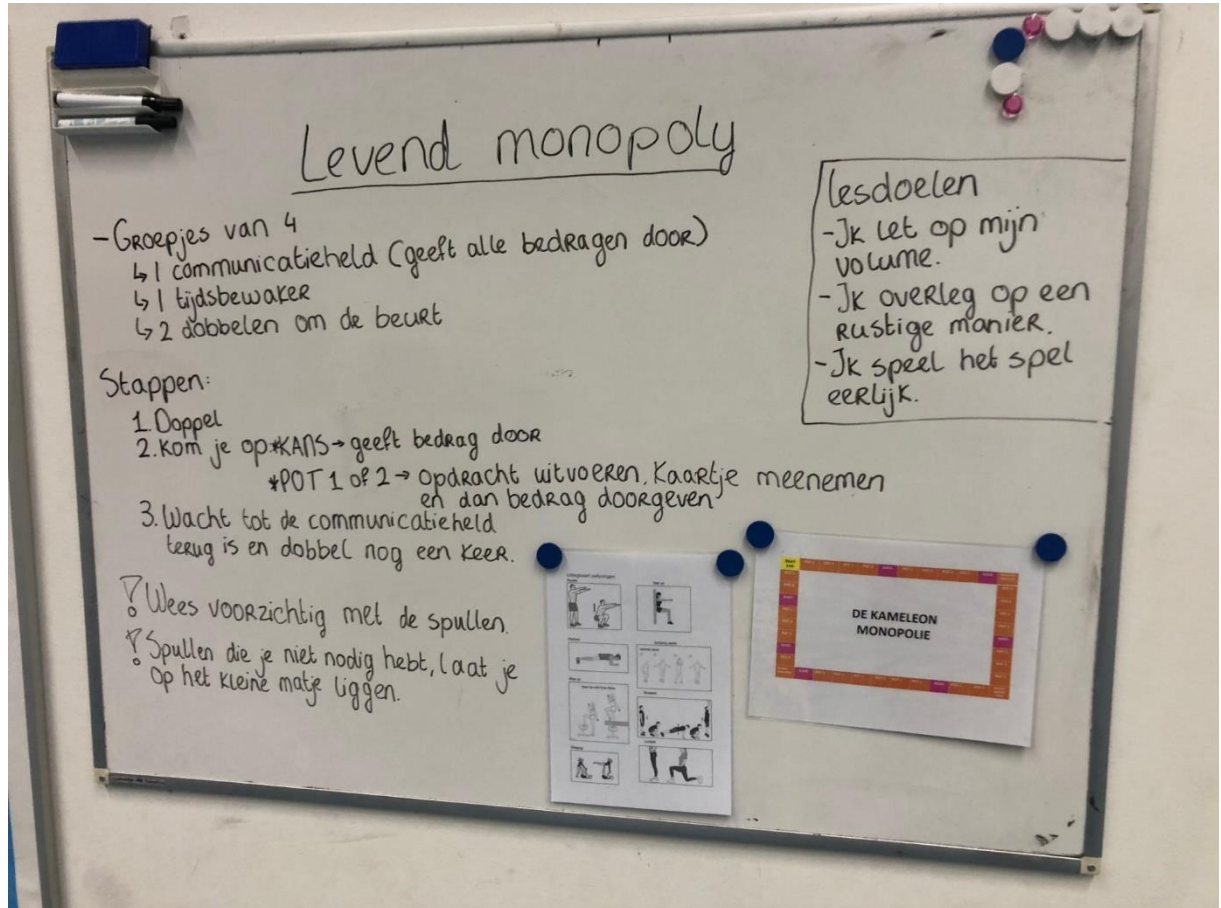 Levend monopoly
- Groepjes van 4
↳ 1 communicatieheld (geeft alle bedragen door)
↳ 1 tijdsbewaker
↳ 2 dobbelen om de beurt
Stappen:
1. Doppel
2. Kom je op *KANS → geeft bedrag door
*POT 1 of 2 → opdracht uitvoeren, kaartje meenemen
en dan bedrag doorgeven
3. Wacht tot de communicatieheld
terug is en dobbel nog een keer.
! Wees voorzichtig met de spullen.
! Spullen die je niet nodig hebt, laat je
op het kleine matje liggen.
lesdoelen
- Ik let op mijn
volume.
- Ik overleg op een
rustige manier.
- Ik speel het spel
eerlijk.
DE KAMELEON
MONOPOLIE